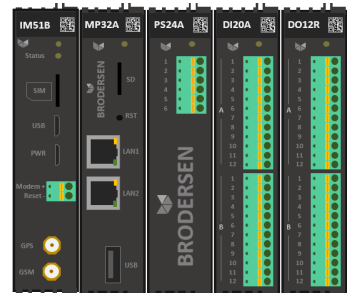 IM51B
Status
SIM
USB
PWR
Modem +
Reset -
GPS
GSM
MP32A
BRODERSEN
SD
RST
LAN1
LAN2
USB
PS24A
1
2
3
4
5
6
BRODERSEN
DI20A
A
1
2
3
4
5
6
7
8
9
10
11
12
B
1
2
3
4
5
6
7
8
9
10
11
12
DO12R
A
1
2
3
4
5
6
7
8
9
10
11
12
B
1
2
3
4
5
6
7
8
9
10
11
12